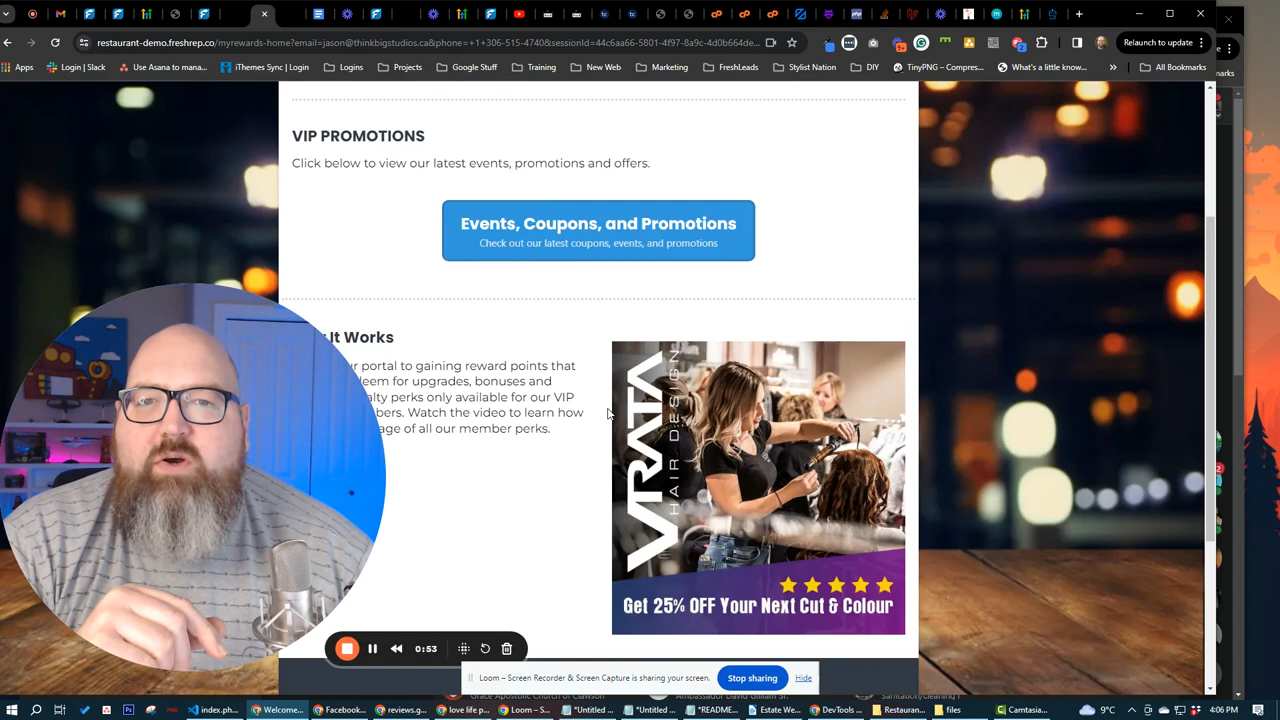 restaurant-demo.freshrep.co/myrewards-home?email=jason@thinkbigstudios.ca&phone=+1+306-515-4740&sessionId=44c6aa66-5801-4f97-8a9c-4d0b664de...
Relaunch to update
Apps
Login | Slack
Use Asana to mana...
iThemes Sync | Login
Logins
Projects
Google Stuff
Training
New Web
Marketing
FreshLeads
Stylist Nation
DIY
TinyPNG – Compres...
What's a little know...
All Bookmarks
VIP PROMOTIONS
Click below to view our latest events, promotions and offers.
Events, Coupons, and Promotions
Check out our latest coupons, events, and promotions
It Works
ur portal to gaining reward points that
deem for upgrades, bonuses and
alty perks only available for our VIP
bers. Watch the video to learn how
age of all our member perks.
VIRATA
HAIR DESIGN
Get 25% OFF Your Next Cut & Colour
0:53
Loom – Screen Recorder & Screen Capture is sharing your screen.
Stop sharing
Hide
index.ph...
Welcome...
Facebook...
reviews.g...
love life p...
Loom – S...
*Untitled ...
*Untitled ...
*README...
Estate We...
DevTools ...
Restauran...
files
Camtasia...
9°C
4:06 PM